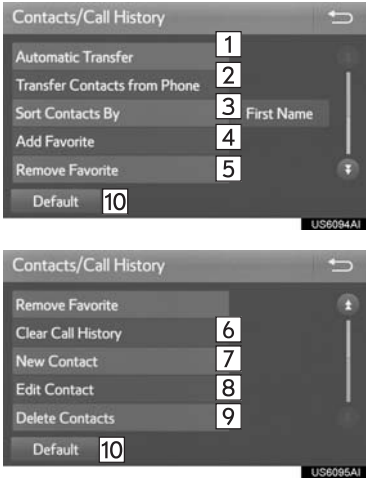 Contacts/Call History
1
Automatic Transfer
2
Transfer Contacts from Phone
Sort Contacts By 3 First Name
Add Favorite 4
Remove Favorite 5
Default 10
US6094AI
Contacts/Call History
Remove Favorite
Clear Call History 6
New Contact 7
Edit Contact 8
Delete Contacts 9
Default 10
US6095AI